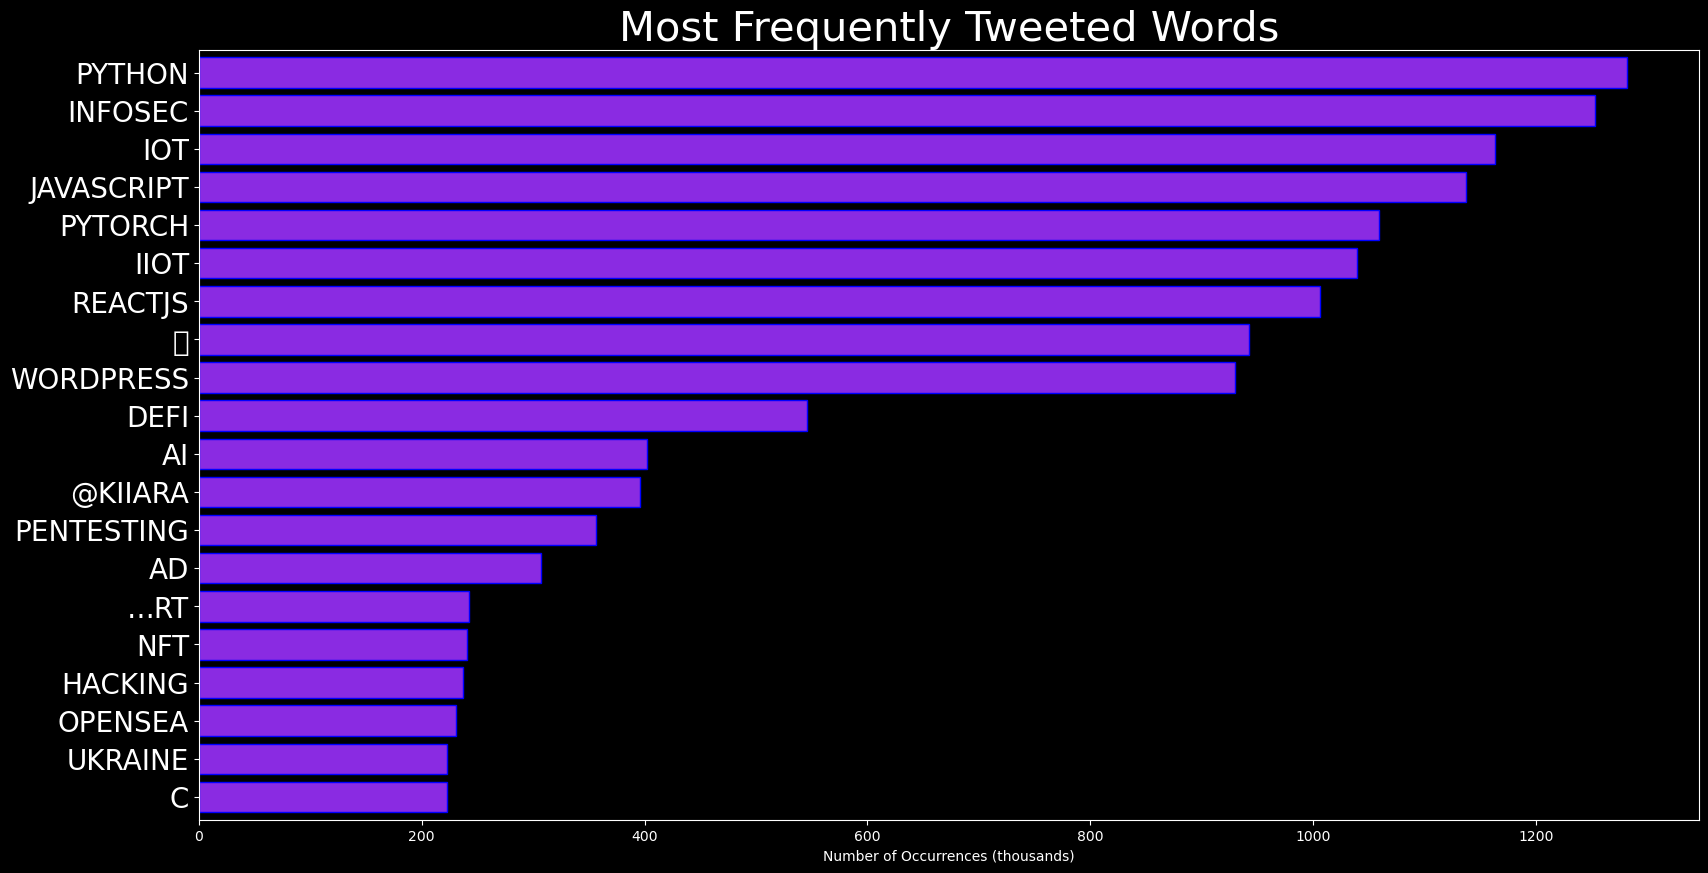 Most Frequently Tweeted Words
PYTHON
INFOSEC
IOT
JAVASCRIPT
PYTORCH
IIOT
REACTJS
WORDPRESS
DEFI
AI
@KIIARA
PENTESTING
AD
...RT
NFT
HACKING
OPENSEA
UKRAINE
C
0 200 400 600 800 1000 1200
Number of Occurrences (thousands)